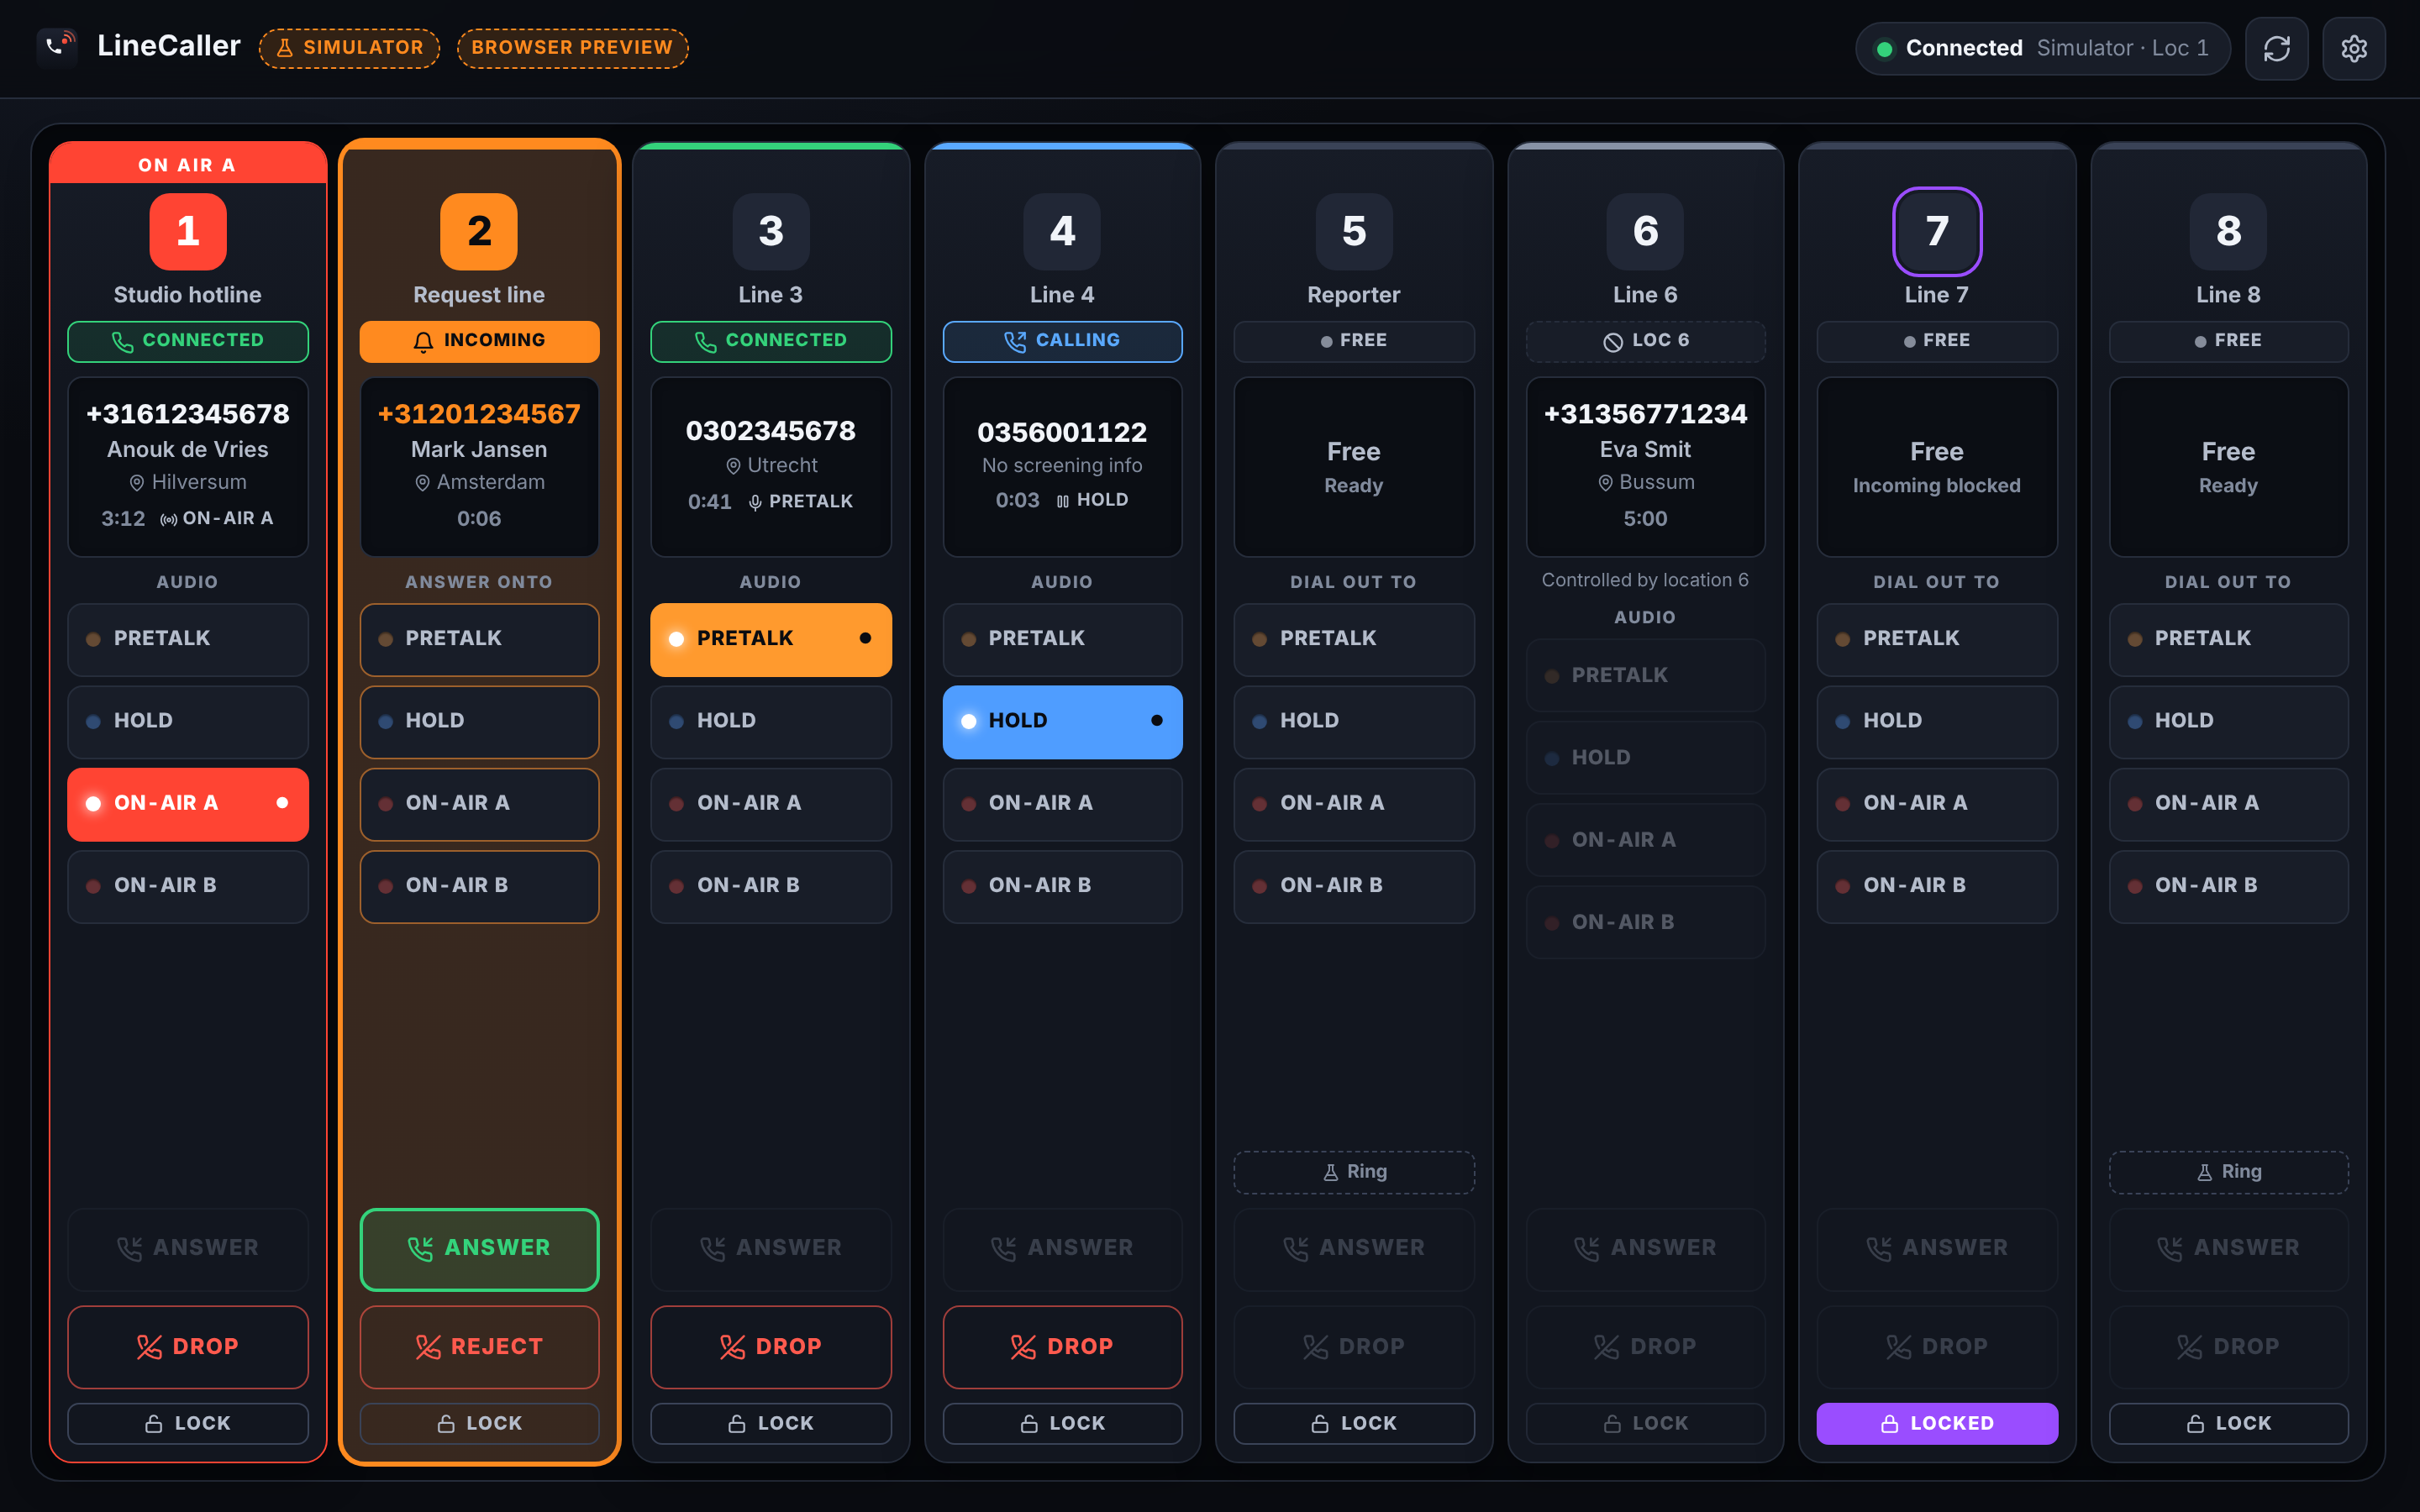 LineCaller
SIMULATOR
BROWSER PREVIEW
Connected Simulator · Loc 1
ON AIR A
1
Studio hotline
CONNECTED
+31612345678
Anouk de Vries
Hilversum
3:12 ON-AIR A
AUDIO
PRETALK
HOLD
ON-AIR A
ON-AIR B
ANSWER
DROP
LOCK
2
Request line
INCOMING
+31201234567
Mark Jansen
Amsterdam
0:06
ANSWER ONTO
PRETALK
HOLD
ON-AIR A
ON-AIR B
ANSWER
REJECT
LOCK
3
Line 3
CONNECTED
0302345678
Utrecht
0:41 PRETALK
AUDIO
PRETALK
HOLD
ON-AIR A
ON-AIR B
ANSWER
DROP
LOCK
4
Line 4
CALLING
0356001122
No screening info
0:03 HOLD
AUDIO
PRETALK
HOLD
ON-AIR A
ON-AIR B
ANSWER
DROP
LOCK
5
Reporter
FREE
Free
Ready
DIAL OUT TO
PRETALK
HOLD
ON-AIR A
ON-AIR B
Ring
ANSWER
DROP
LOCK
6
Line 6
LOC 6
+31356771234
Eva Smit
Bussum
5:00
Controlled by location 6
AUDIO
PRETALK
HOLD
ON-AIR A
ON-AIR B
ANSWER
DROP
LOCK
7
Line 7
FREE
Free
Incoming blocked
DIAL OUT TO
PRETALK
HOLD
ON-AIR A
ON-AIR B
ANSWER
DROP
LOCKED
8
Line 8
FREE
Free
Ready
DIAL OUT TO
PRETALK
HOLD
ON-AIR A
ON-AIR B
Ring
ANSWER
DROP
LOCK